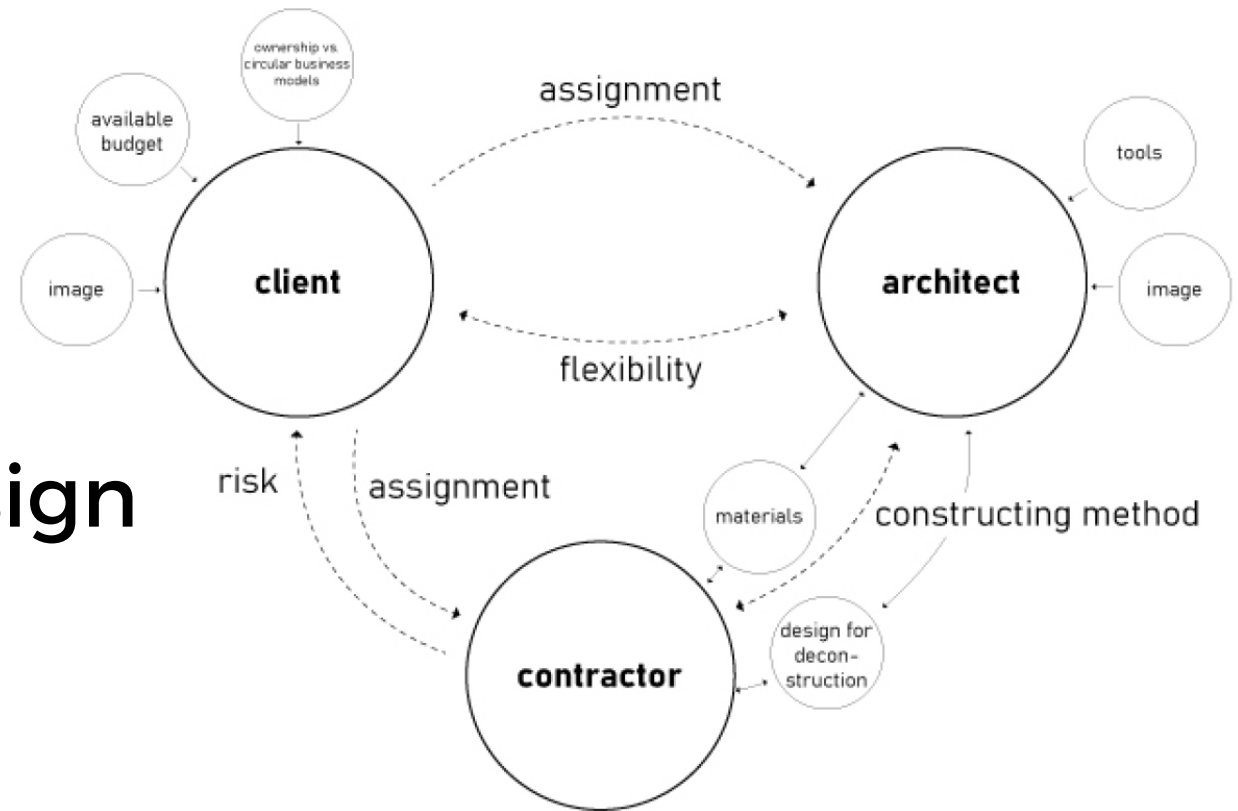 ownership vs.
circular business
models
available
budget
assignment
tools
client
architect
image
image
flexibility
risk
assignment
ign
materials
constructing method
contractor
design for
decon-
struction